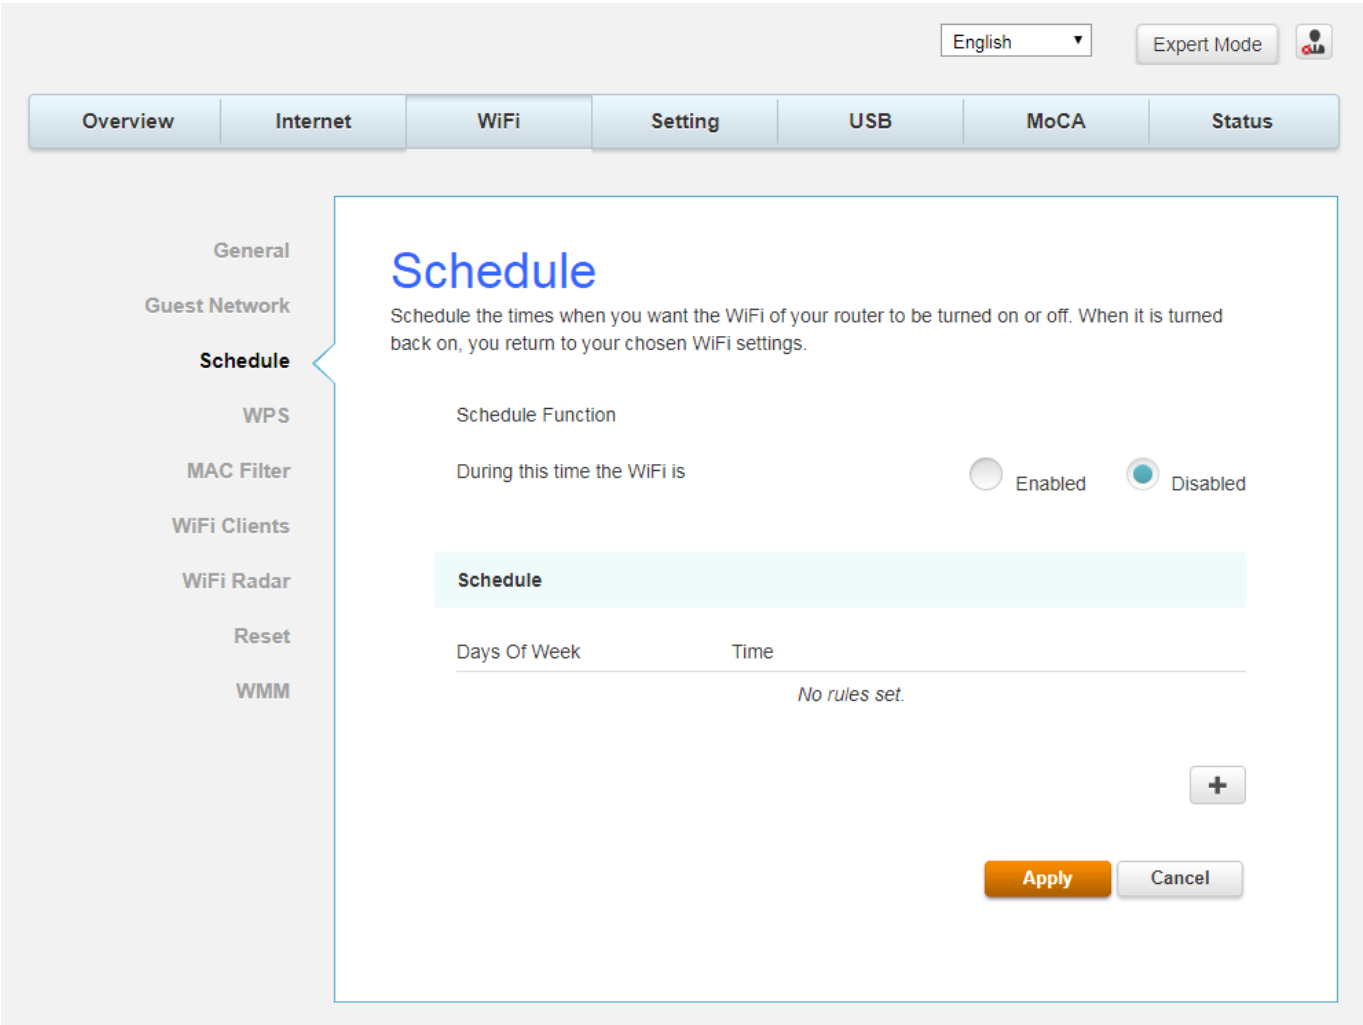 English
Expert Mode
Overview Internet WiFi Setting USB MoCA Status
General
Guest Network
Schedule
WPS
MAC Filter
WiFi Clients
WiFi Radar
Reset
WMM
Schedule
Schedule the times when you want the WiFi of your router to be turned on or off. When it is turned
back on, you return to your chosen WiFi settings.
Schedule Function
During this time the WiFi is Enabled Disabled
Schedule
Days Of Week Time
No rules set.
+
Apply Cancel